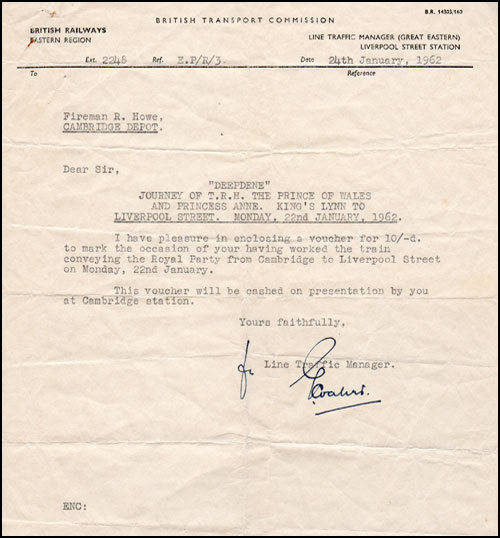 B.R. 14303/160
BRITISH TRANSPORT COMMISSION
BRITISH RAILWAYS
EASTERN REGION
LINE TRAFFIC MANAGER (GREAT EASTERN)
LIVERPOOL STREET STATION
Ext. 2248 Ref. E.P/R/3. Date 24th January, 1962
To Reference
Fireman R. Howe,
CAMBRIDGE DEPOT.
Dear Sir,
"DEEPDENE"
JOURNEY OF T.R.H. THE PRINCE OF WALES
AND PRINCESS ANNE. KING'S LYNN TO
LIVERPOOL STREET. MONDAY, 22nd JANUARY, 1962.
I have pleasure in enclosing a voucher for 10/-d.
to mark the occasion of your having worked the train
conveying the Royal Party from Cambridge to Liverpool Street
on Monday, 22nd January.
This voucher will be cashed on presentation by you
at Cambridge station.
Yours faithfully,
for Line Traffic Manager.
ENC: